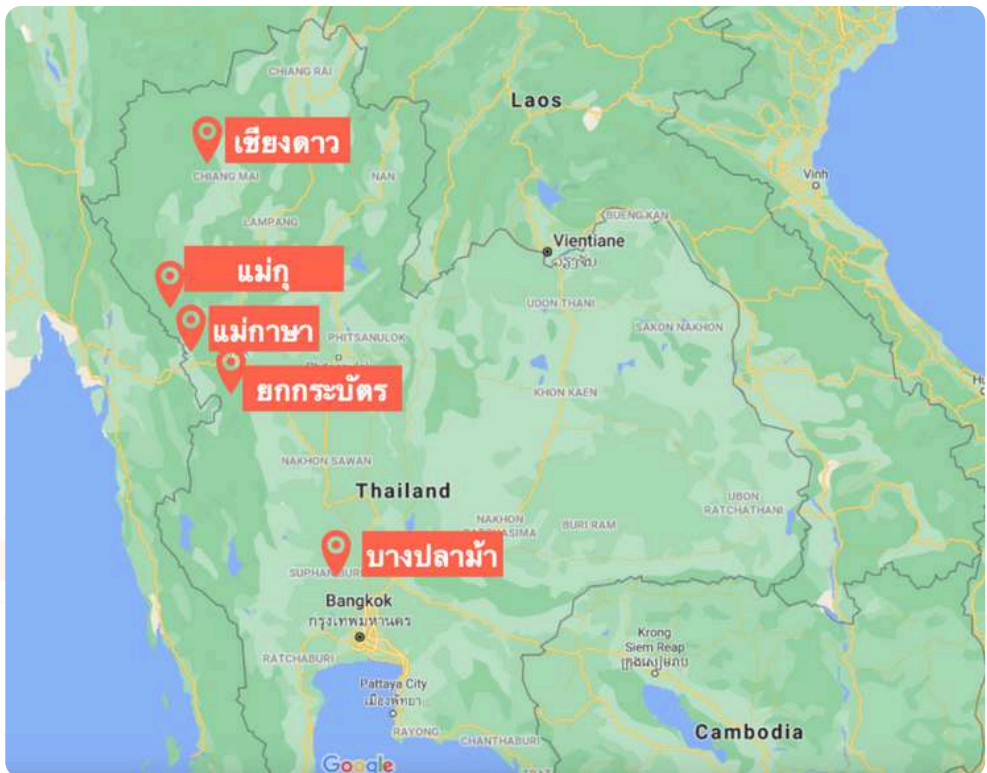 CHIANG RAI
Laos
เชียงดาว
CHIANG MAI
NAN
Vinh
LAMPANG
BUENG KAN
Vientiane
ວຽງຈັນ
แม่กุ
UDON THANI
แม่กาษา
PHITSANULOK
SAKON NAKHON
ยกกระบัตร
KHON KAEN
NAKHON SAWAN
Thailand
UBON
RATCHATHANI
NAKHON
BURI RAM
บางปลาม้า
Bangkok
กรุงเทพมหานคร
RATCHABURI
Krong
Siem Reap
ក្រុងសៀមរាប
Pattaya City
เมืองพัทยา
RAYONG
CHANTHABURI
Cambodia
Google